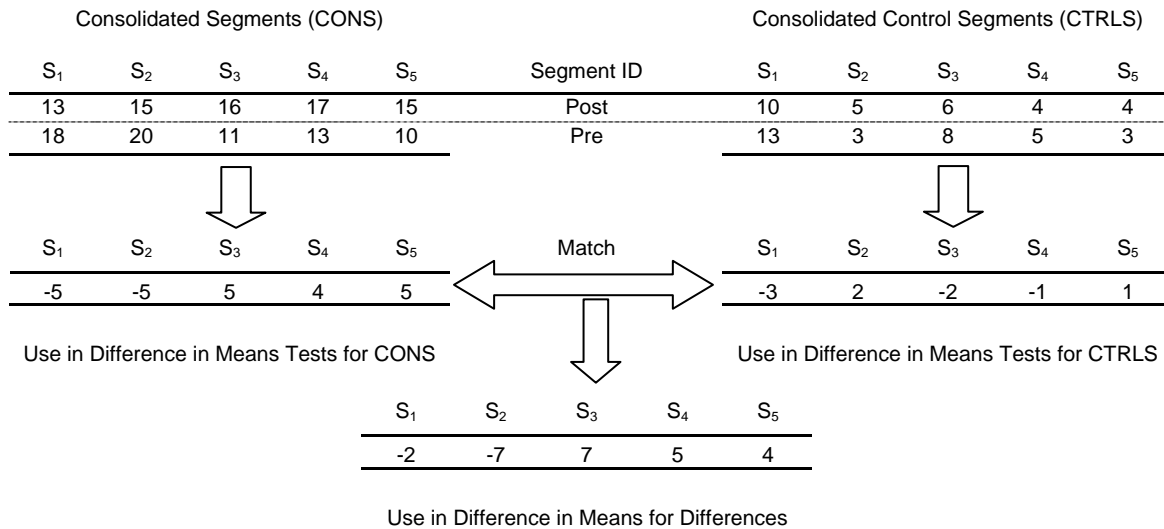 Consolidated Segments (CONS) Consolidated Control Segments (CTRLS)
S₁ S₂ S₃ S₄ S₅ Segment ID S₁ S₂ S₃ S₄ S₅
13 15 16 17 15 Post 10 5 6 4 4
18 20 11 13 10 Pre 13 3 8 5 3
S₁ S₂ S₃ S₄ S₅ Match S₁ S₂ S₃ S₄ S₅
-5 -5 5 4 5 -3 2 -2 -1 1
Use in Difference in Means Tests for CONS Use in Difference in Means Tests for CTRLS
S₁ S₂ S₃ S₄ S₅
-2 -7 7 5 4
Use in Difference in Means for Differences